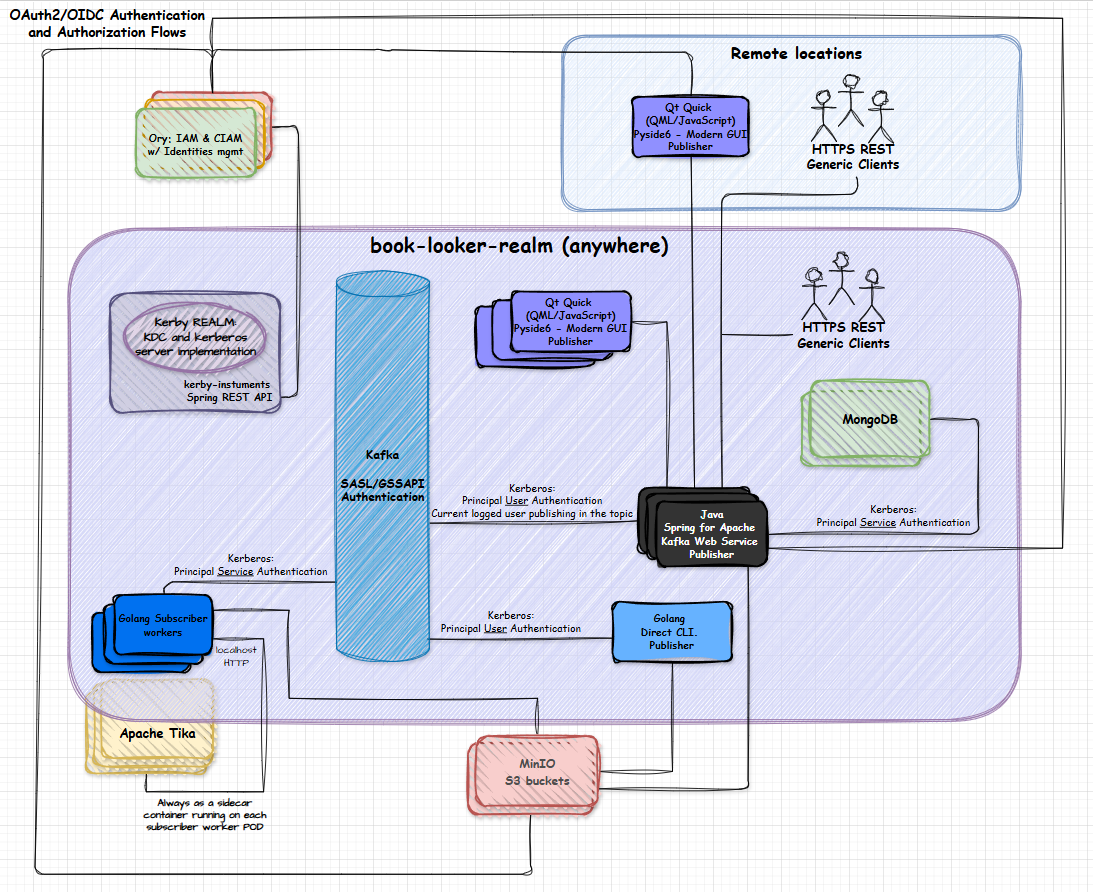 OAuth2/OIDC Authentication
and Authorization Flows
Remote locations
Qt Quick
(QML/JavaScript)
Pyside6 - Modern GUI
Publisher
HTTPS REST
Generic Clients
Ory: IAM & CIAM
w/ Identities mgmt
book-looker-realm (anywhere)
Kerby REALM:
KDC and Kerberos
server implementation
kerby-instuments
Spring REST API
Qt Quick
(QML/JavaScript)
Pyside6 - Modern GUI
Publisher
HTTPS REST
Generic Clients
MongoDB
Kafka
SASL/GSSAPI
Authentication
Kerberos:
Principal User Authentication
Current logged user publishing in the topic
Java
Spring for Apache
Kafka Web Service
Publisher
Kerberos:
Principal Service Authentication
Kerberos:
Principal Service Authentication
Golang Subscriber
workers
localhost
HTTP
Kerberos:
Principal User Authentication
Golang
Direct CLI.
Publisher
Apache Tika
Always as a sidecar
container running on each
subscriber worker POD
MinIO
S3 buckets